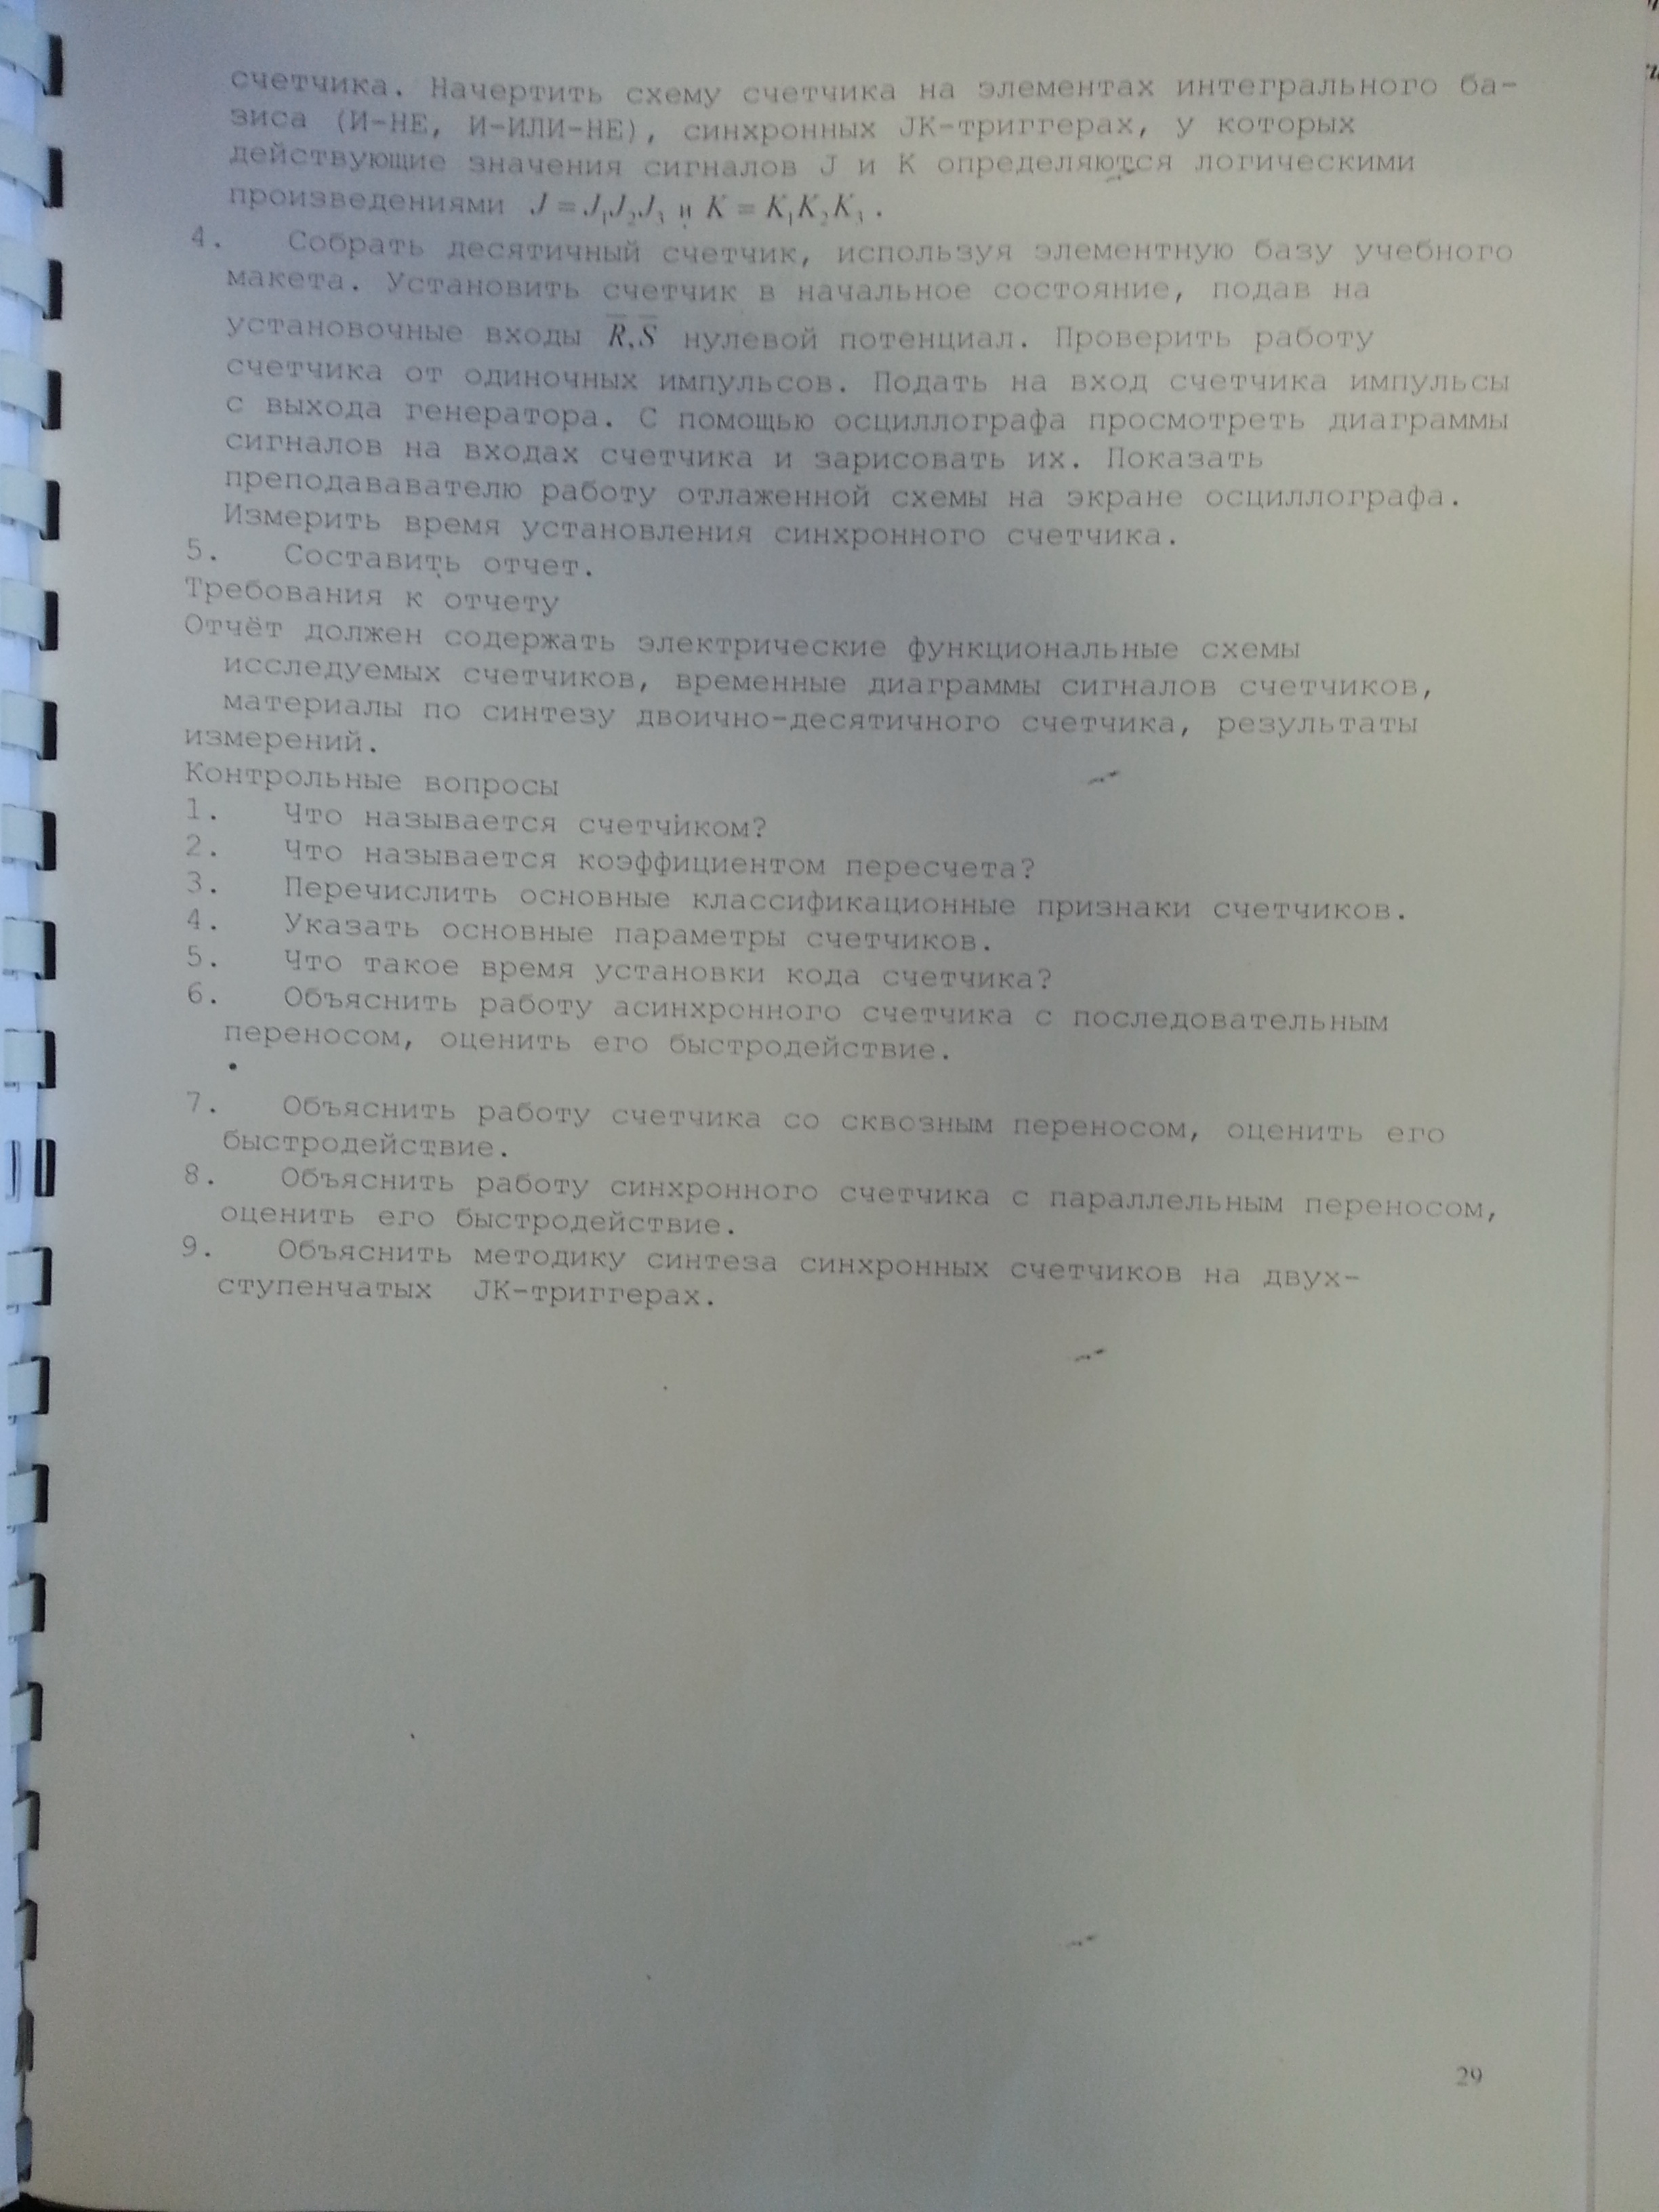 счетчика. Начертить схему счетчика на элементах интегрального ба-
зиса (И-НЕ, И-ИЛИ-НЕ), синхронных JK-триггерах, у которых
действующие значения сигналов J и K определяются логическими
произведениями J = J₁J₂J₃ и K = K₁K₂K₃.
4. Собрать десятичный счетчик, используя элементную базу учебного
макета. Установить счетчик в начальное состояние, подав на
установочные входы R̅,S̅ нулевой потенциал. Проверить работу
счетчика от одиночных импульсов. Подать на вход счетчика импульсы
с выхода генератора. С помощью осциллографа просмотреть диаграммы
сигналов на входах счетчика и зарисовать их. Показать
преподававателю работу отлаженной схемы на экране осциллографа.
Измерить время установления синхронного счетчика.
5. Составить отчет.
Требования к отчету
Отчёт должен содержать электрические функциональные схемы
исследуемых счетчиков, временные диаграммы сигналов счетчиков,
материалы по синтезу двоично-десятичного счетчика, результаты
измерений.
Контрольные вопросы
1. Что называется счетчиком?
2. Что называется коэффициентом пересчета?
3. Перечислить основные классификационные признаки счетчиков.
4. Указать основные параметры счетчиков.
5. Что такое время установки кода счетчика?
6. Объяснить работу асинхронного счетчика с последовательным
переносом, оценить его быстродействие.
7. Объяснить работу счетчика со сквозным переносом, оценить его
быстродействие.
8. Объяснить работу синхронного счетчика с параллельным переносом,
оценить его быстродействие.
9. Объяснить методику синтеза синхронных счетчиков на двух-
ступенчатых JK-триггерах.
29